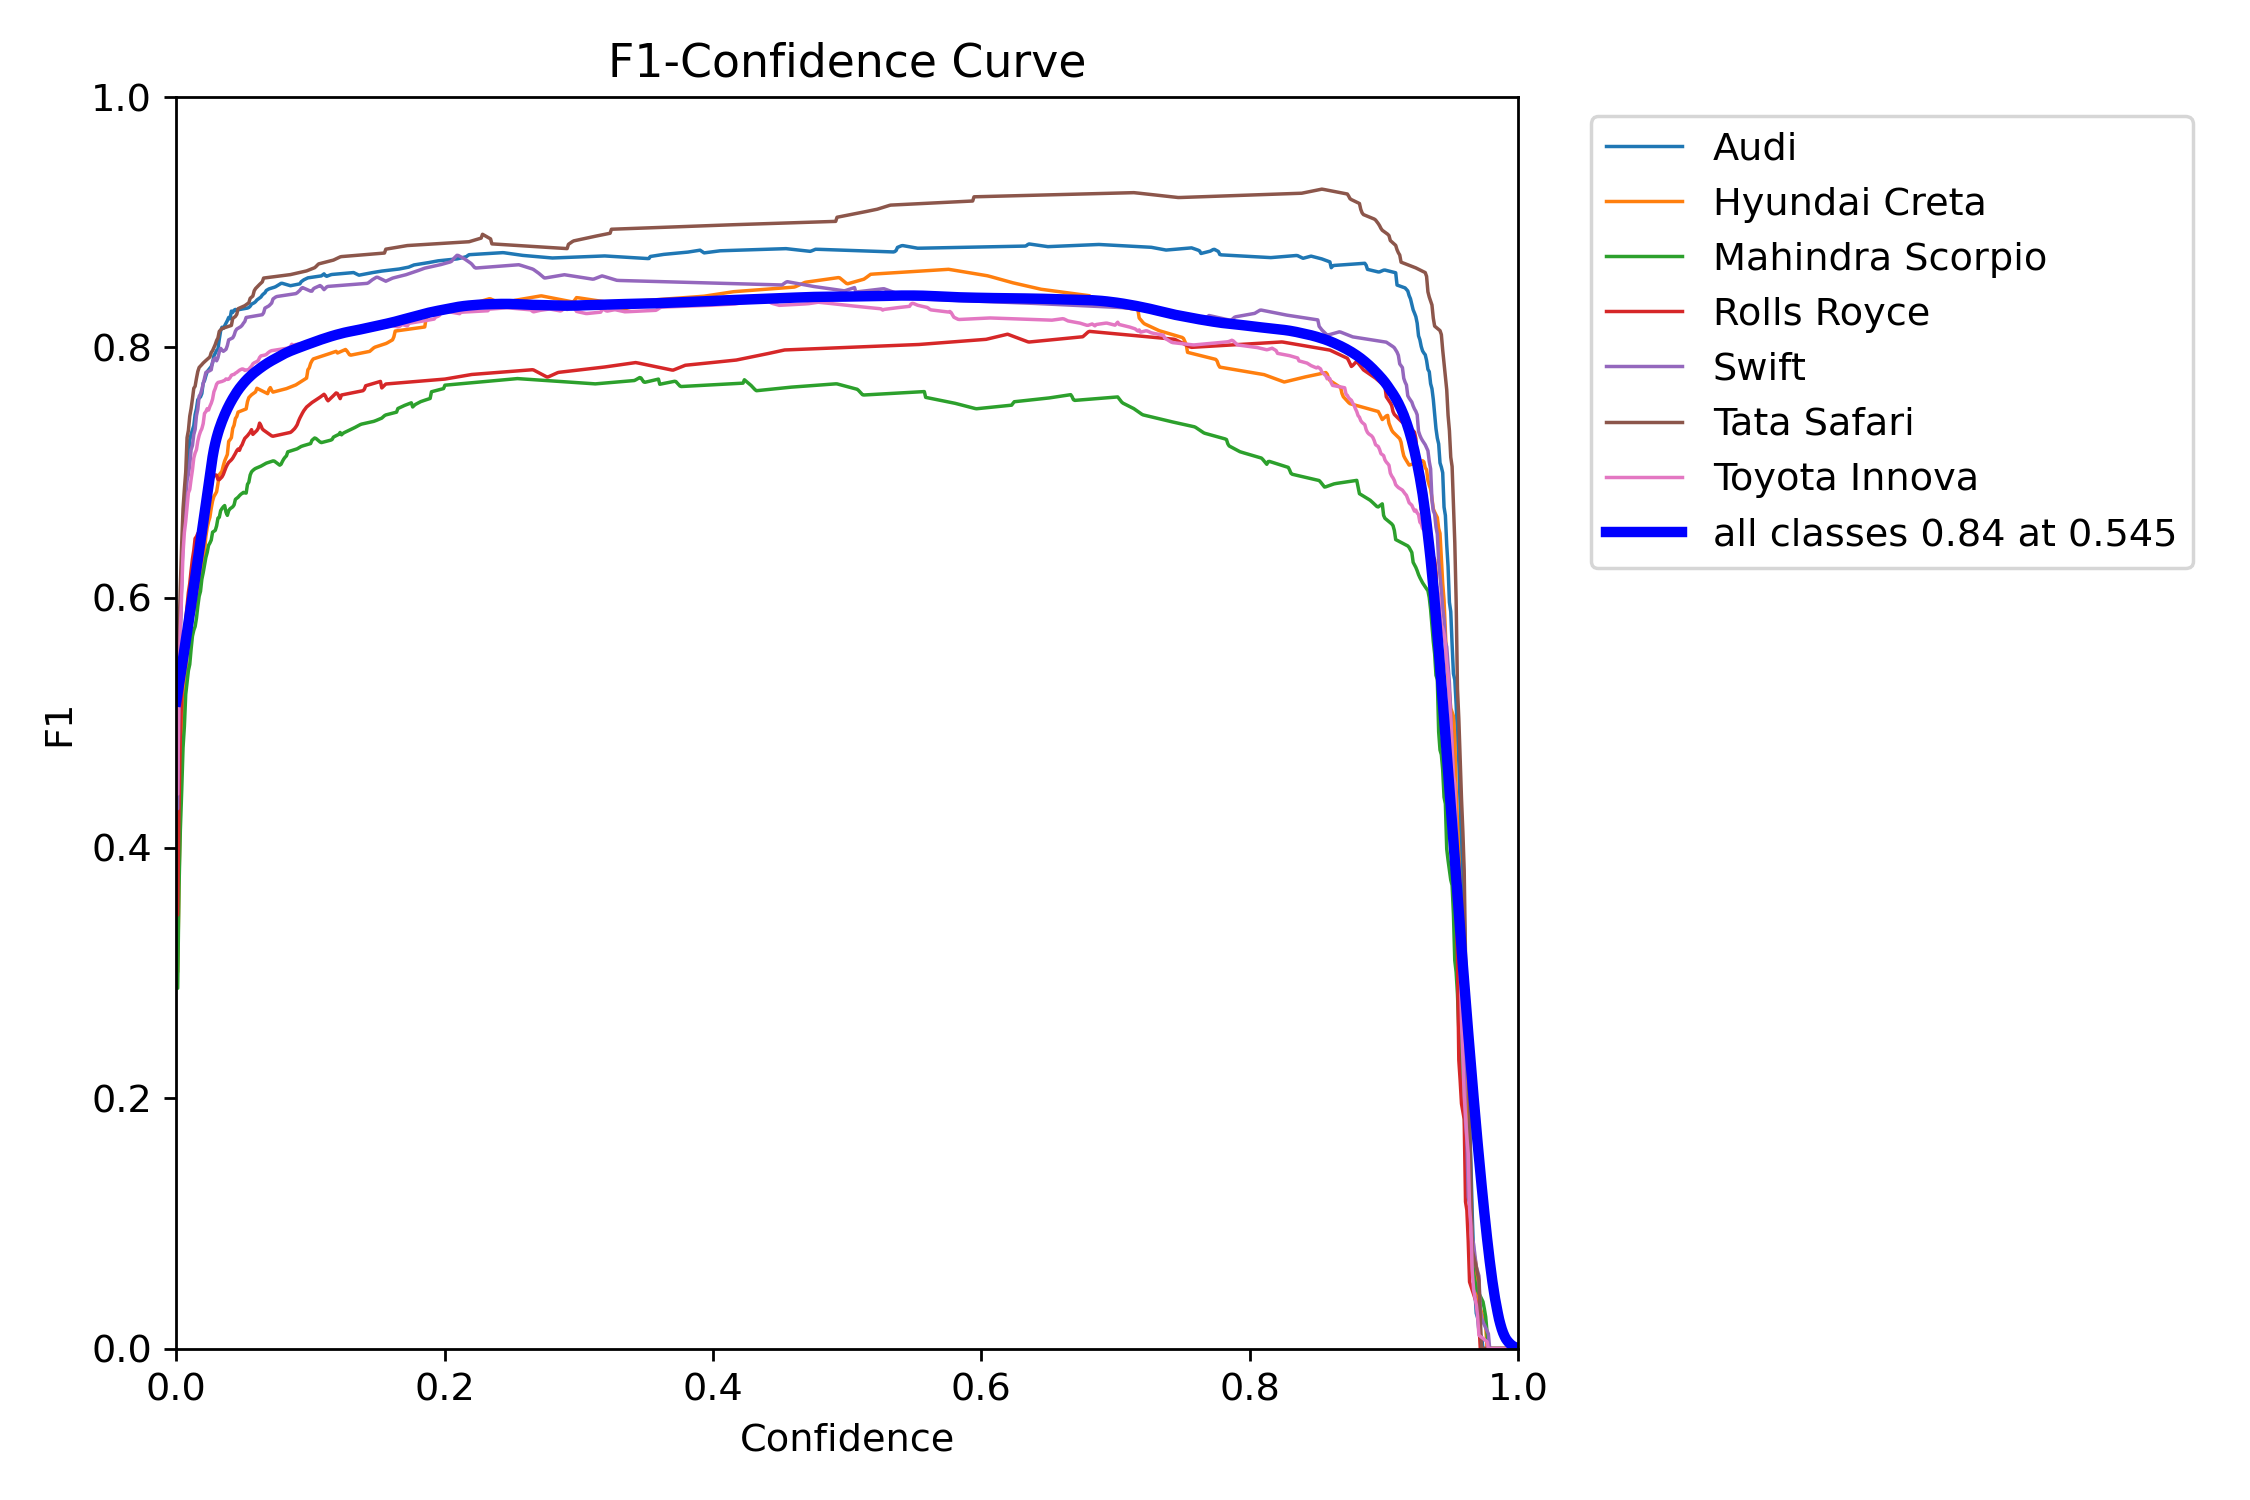 F1-Confidence Curve
1.0
0.8
0.6
0.4
0.2
0.0
F1
0.0 0.2 0.4 0.6 0.8 1.0
Confidence
Audi
Hyundai Creta
Mahindra Scorpio
Rolls Royce
Swift
Tata Safari
Toyota Innova
all classes 0.84 at 0.545